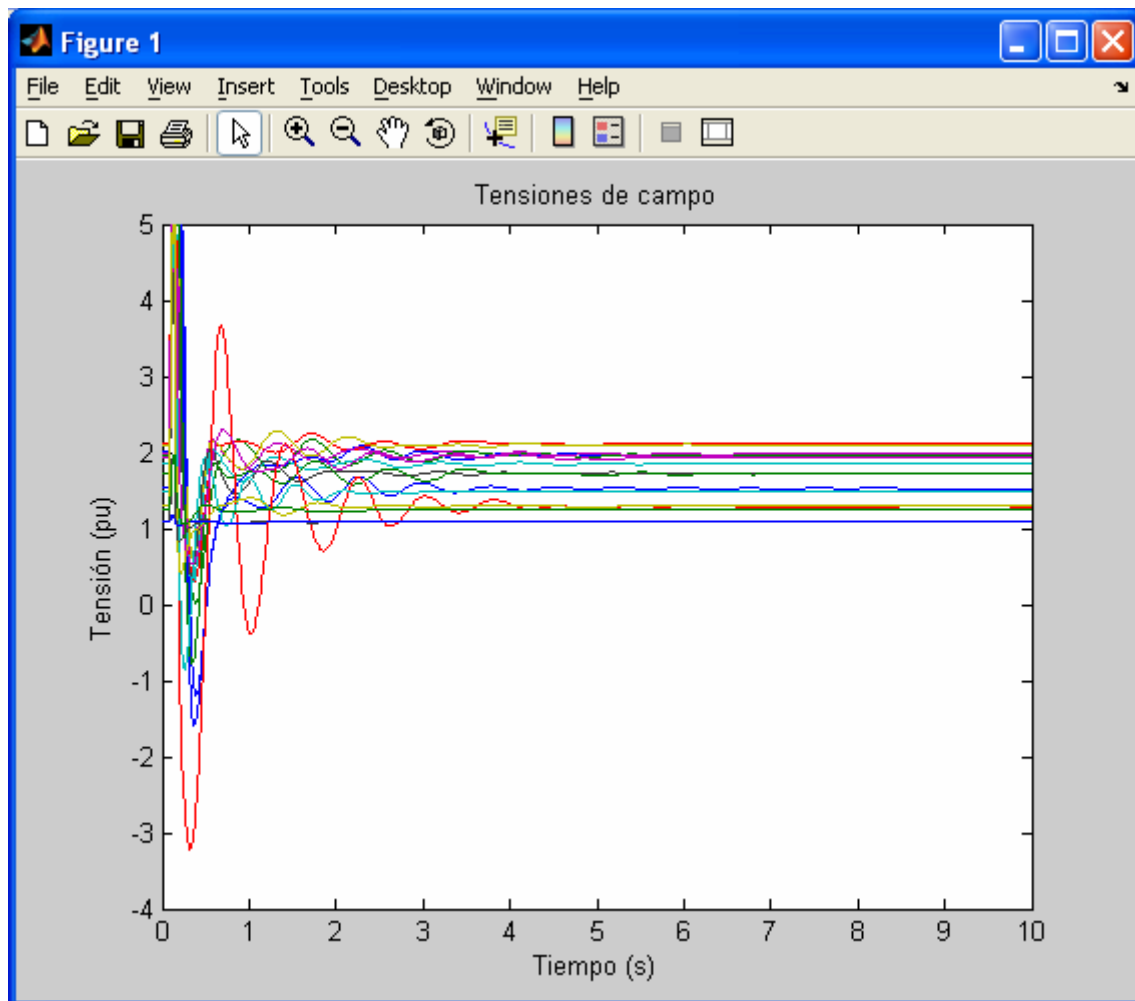 Figure 1
File Edit View Insert Tools Desktop Window Help
Tensiones de campo
5
4
3
2
1
0
-1
-2
-3
-4
Tensión (pu)
0 1 2 3 4 5 6 7 8 9 10
Tiempo (s)